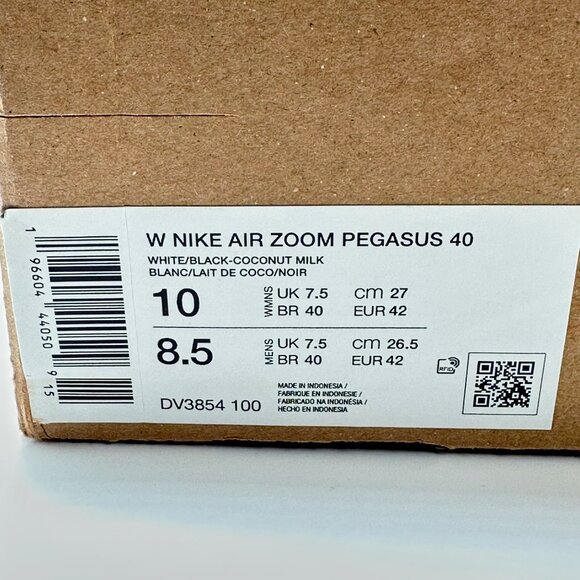 W NIKE AIR ZOOM PEGASUS 40
WHITE/BLACK-COCONUT MILK
BLANC/LAIT DE COCO/NOIR
10 WMNS UK 7.5 cm 27
BR 40 EUR 42
8.5 MENS UK 7.5 cm 26.5
BR 40 EUR 42
DV3854 100
MADE IN INDONESIA /
FABRIQUE EN INDONESIE /
FABRICADO NA INDONÉSIA /
HECHO EN INDONESIA
RFID
1 96604 44050 9 15